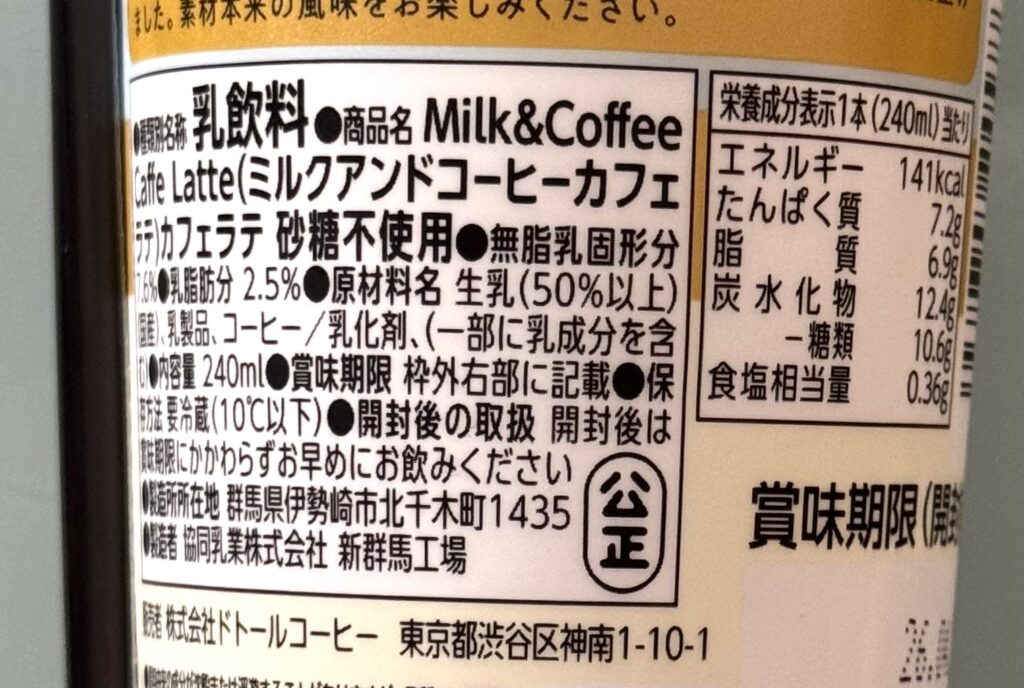 ました。素材本来の風味をお楽しみください。
●種類別名称 乳飲料 ●商品名 Milk&Coffee
Caffe Latte(ミルクアンドコーヒーカフェ
ラテ)カフェラテ 砂糖不使用 ●無脂乳固形分
7.6% ●乳脂肪分 2.5% ●原材料名 生乳(50%以上)
(国産)、乳製品、コーヒー/乳化剤、(一部に乳成分を含
む) ●内容量 240ml ●賞味期限 枠外右部に記載 ●保
存方法 要冷蔵(10℃以下) ●開封後の取扱 開封後は
賞味期限にかかわらずお早めにお飲みください
●製造所所在地 群馬県伊勢崎市北千木町1435
●製造者 協同乳業株式会社 新群馬工場
公正
販売者 株式会社ドトールコーヒー 東京都渋谷区神南1-10-1
栄養成分表示1本(240ml)当たり
エネルギー 141kcal
たんぱく質 7.2g
脂質 6.9g
炭水化物 12.4g
-糖類 10.6g
食塩相当量 0.36g
賞味期限(開封
26.